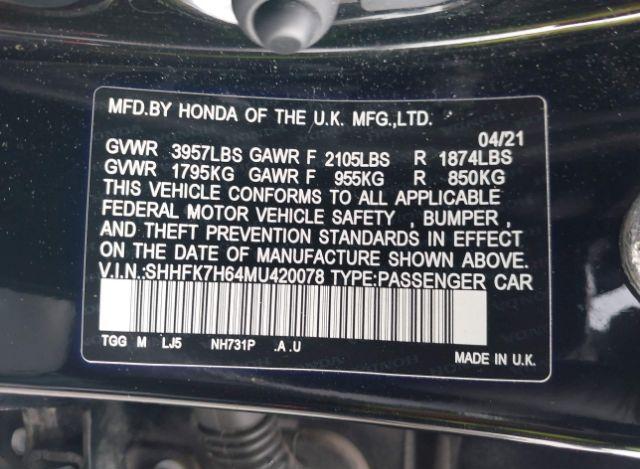 MFD.BY HONDA OF THE U.K. MFG.,LTD.
04/21
GVWR 3957LBS GAWR F 2105LBS R 1874LBS
GVWR 1795KG GAWR F 955KG R 850KG
THIS VEHICLE CONFORMS TO ALL APPLICABLE
FEDERAL MOTOR VEHICLE SAFETY , BUMPER ,
AND THEFT PREVENTION STANDARDS IN EFFECT
ON THE DATE OF MANUFACTURE SHOWN ABOVE.
V.I.N.:SHHFK7H64MU420078 TYPE:PASSENGER CAR
TGG M LJ5 NH731P .A .U
MADE IN U.K.